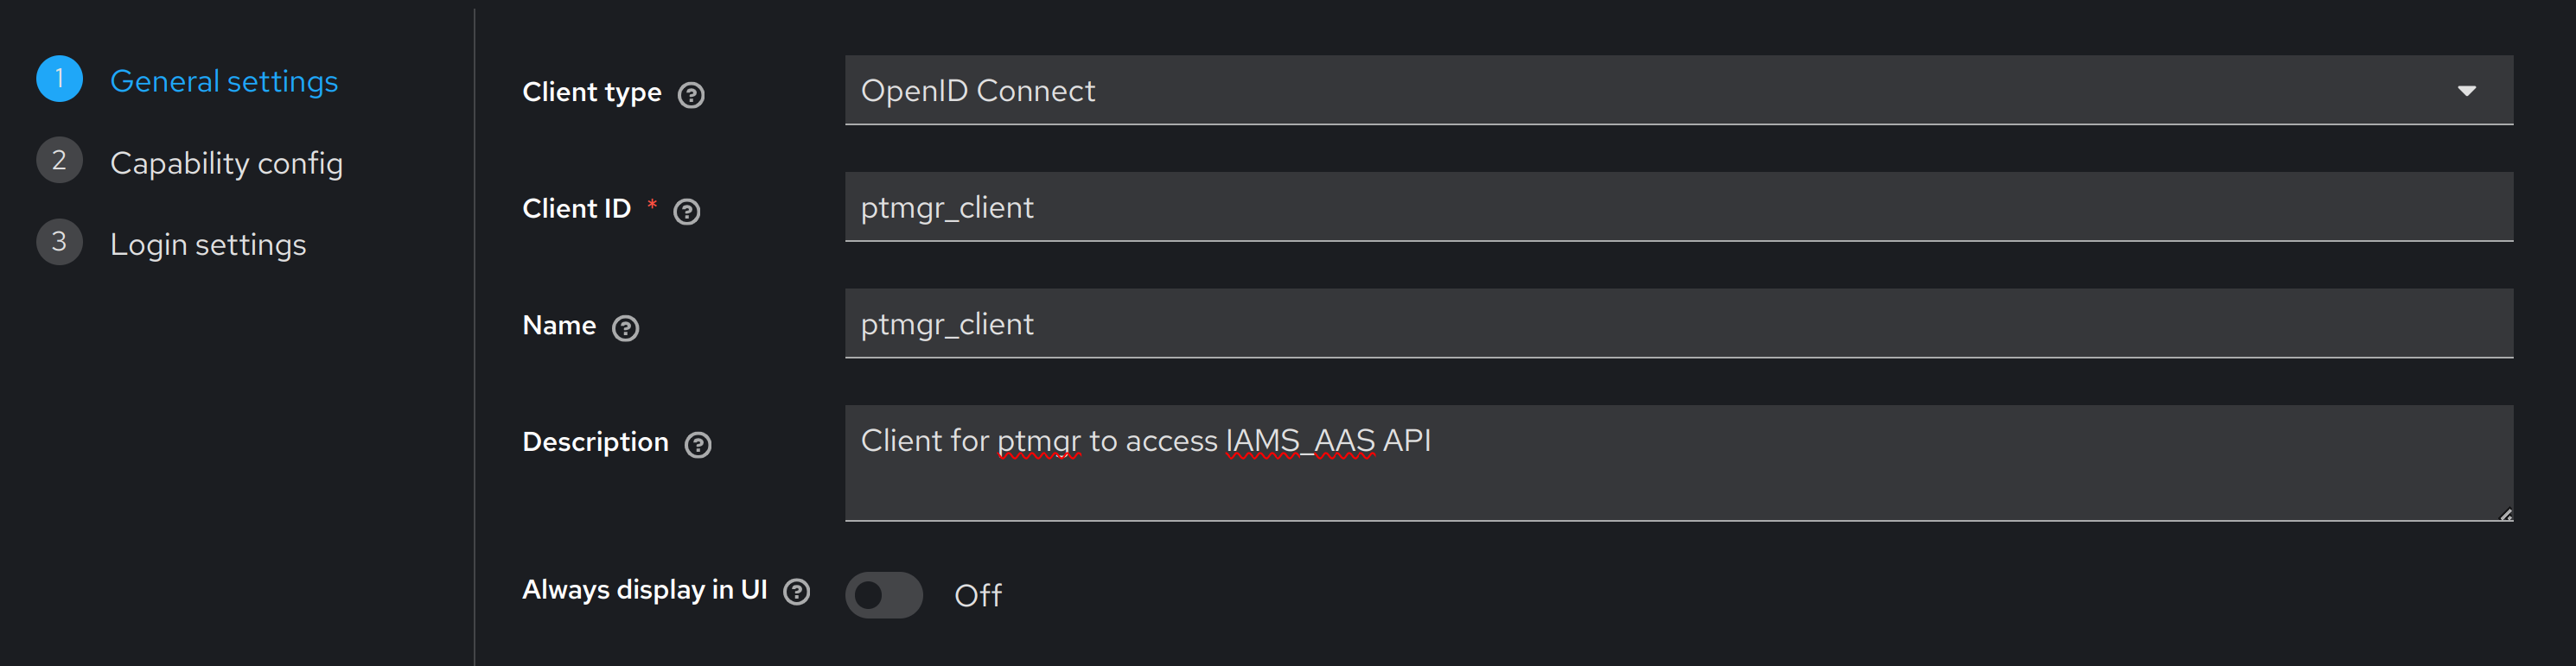 1 General settings
2 Capability config
3 Login settings
Client type ?
OpenID Connect
Client ID * ?
ptmgr_client
Name ?
ptmgr_client
Description ?
Client for ptmgr to access IAMS_AAS API
Always display in UI ?
Off